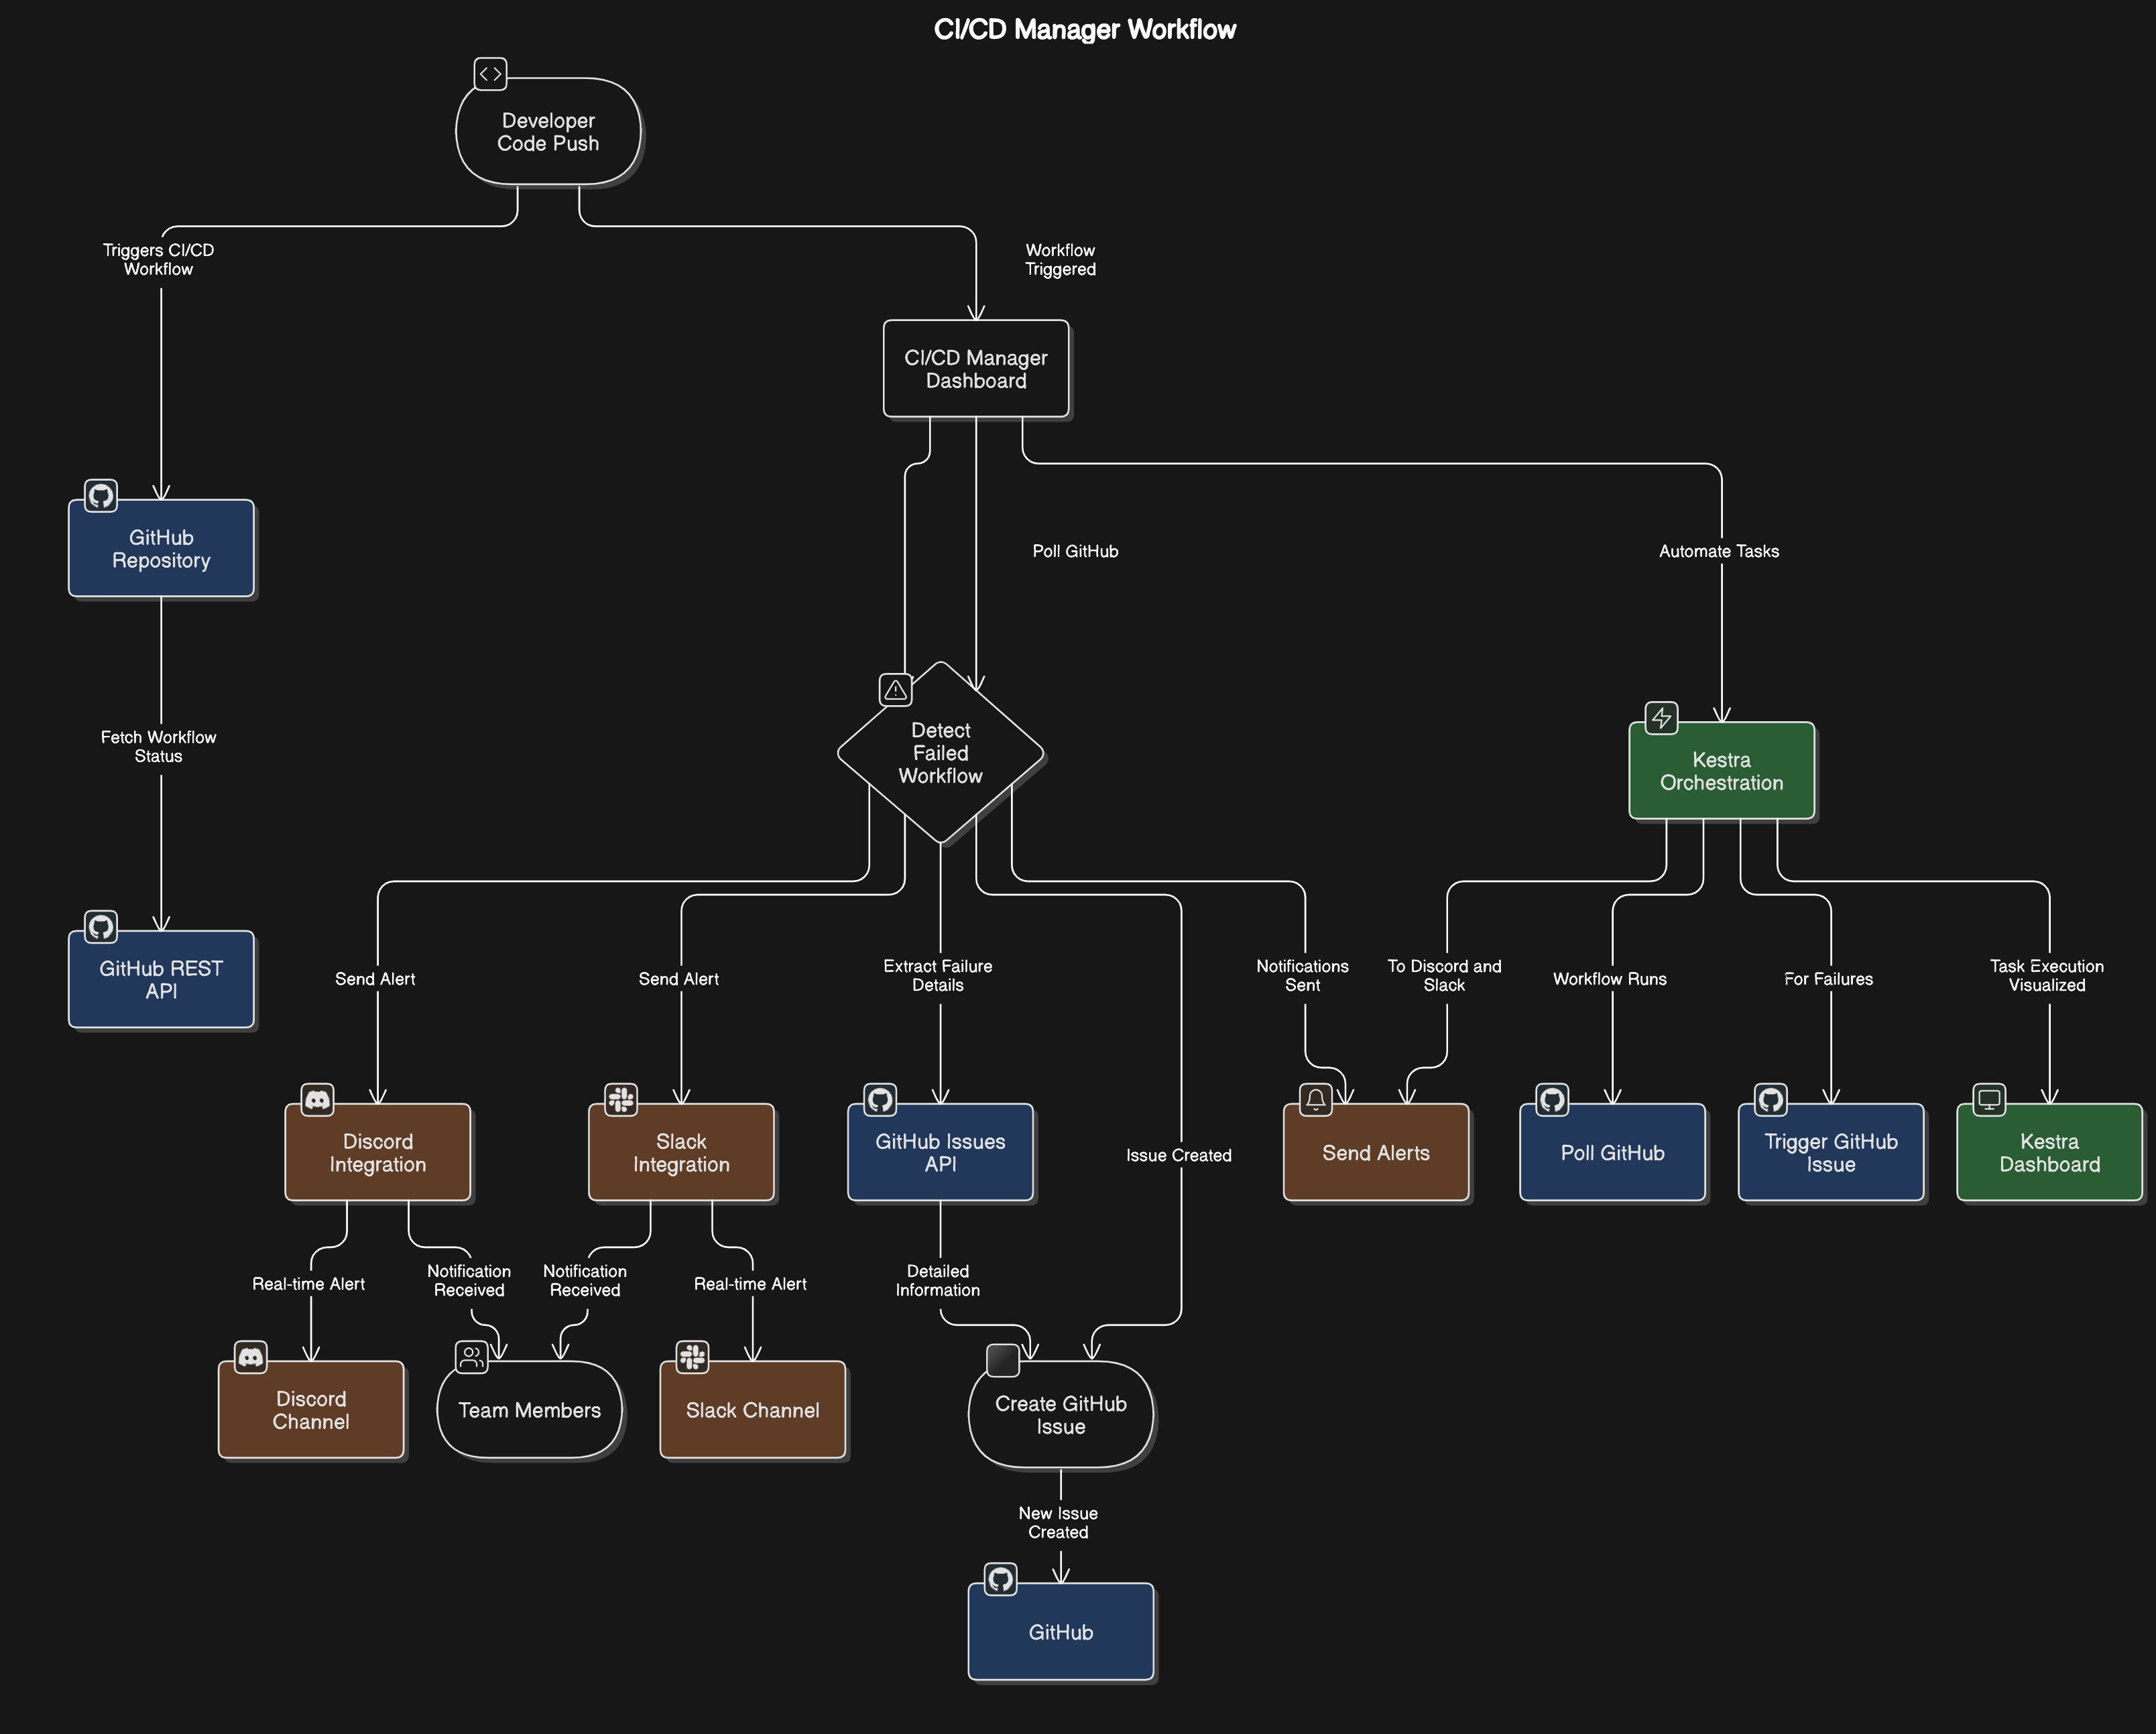 CI/CD Manager Workflow
Developer
Code Push
Triggers CI/CD
Workflow
Workflow
Triggered
CI/CD Manager
Dashboard
GitHub
Repository
Poll GitHub
Automate Tasks
Fetch Workflow
Status
Detect
Failed
Workflow
Kestra
Orchestration
GitHub REST
API
Send Alert
Send Alert
Extract Failure
Details
Notifications
Sent
To Discord and
Slack
Workflow Runs
For Failures
Task Execution
Visualized
Discord
Integration
Slack
Integration
GitHub Issues
API
Issue Created
Send Alerts
Poll GitHub
Trigger GitHub
Issue
Kestra
Dashboard
Real-time Alert
Notification
Received
Notification
Received
Real-time Alert
Detailed
Information
Discord
Channel
Team Members
Slack Channel
Create GitHub
Issue
New Issue
Created
GitHub